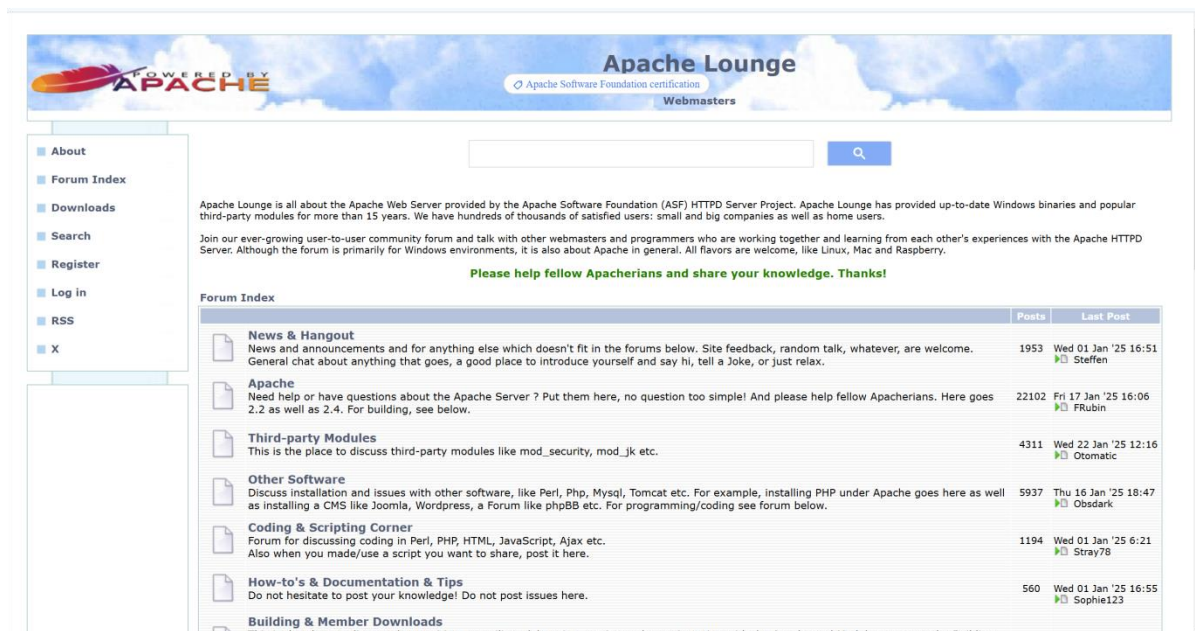 POWERED BY
APACHE
Apache Lounge
Apache Software Foundation certification
Webmasters
About
Forum Index
Downloads
Search
Register
Log in
RSS
X
Apache Lounge is all about the Apache Web Server provided by the Apache Software Foundation (ASF) HTTPD Server Project. Apache Lounge has provided up-to-date Windows binaries and popular
third-party modules for more than 15 years. We have hundreds of thousands of satisfied users: small and big companies as well as home users.
Join our ever-growing user-to-user community forum and talk with other webmasters and programmers who are working together and learning from each other's experiences with the Apache HTTPD
Server. Although the forum is primarily for Windows environments, it is also about Apache in general. All flavors are welcome, like Linux, Mac and Raspberry.
Please help fellow Apacherians and share your knowledge. Thanks!
Forum Index
Posts Last Post
News & Hangout
News and announcements and for anything else which doesn't fit in the forums below. Site feedback, random talk, whatever, are welcome.
General chat about anything that goes, a good place to introduce yourself and say hi, tell a Joke, or just relax.
1953 Wed 01 Jan '25 16:51
Steffen
Apache
Need help or have questions about the Apache Server ? Put them here, no question too simple! And please help fellow Apacherians. Here goes
2.2 as well as 2.4. For building, see below.
22102 Fri 17 Jan '25 16:06
FRubin
Third-party Modules
This is the place to discuss third-party modules like mod_security, mod_jk etc.
4311 Wed 22 Jan '25 12:16
Otomatic
Other Software
Discuss installation and issues with other software, like Perl, Php, Mysql, Tomcat etc. For example, installing PHP under Apache goes here as well
as installing a CMS like Joomla, Wordpress, a Forum like phpBB etc. For programming/coding see forum below.
5937 Thu 16 Jan '25 18:47
Obsdark
Coding & Scripting Corner
Forum for discussing coding in Perl, PHP, HTML, JavaScript, Ajax etc.
Also when you made/use a script you want to share, post it here.
1194 Wed 01 Jan '25 6:21
Stray78
How-to's & Documentation & Tips
Do not hesitate to post your knowledge! Do not post issues here.
560 Wed 01 Jan '25 16:55
Sophie123
Building & Member Downloads